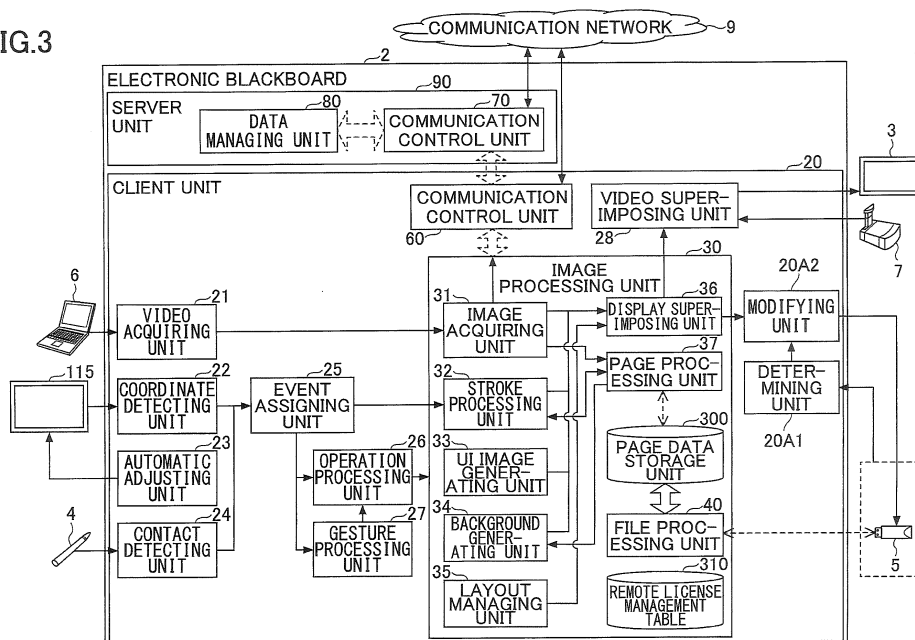 IG.3
COMMUNICATION NETWORK
9
2
ELECTRONIC BLACKBOARD
90
SERVER
UNIT
80
DATA
MANAGING UNIT
70
COMMUNICATION
CONTROL UNIT
3
20
CLIENT UNIT
COMMUNICATION
CONTROL UNIT
60
VIDEO SUPER-
IMPOSING UNIT
28
7
30
IMAGE
PROCESSING UNIT
6
21
VIDEO
ACQUIRING
UNIT
31
IMAGE
ACQUIRING
UNIT
36
DISPLAY SUPER-
IMPOSING UNIT
20A2
MODIFYING
UNIT
37
PAGE PROC-
ESSING UNIT
DETER-
MINING
UNIT
20A1
115
22
COORDINATE
DETECTING
UNIT
25
EVENT
ASSIGNING
UNIT
32
STROKE
PROCESSING
UNIT
300
PAGE DATA
STORAGE
UNIT
23
AUTOMATIC
ADJUSTING
UNIT
26
OPERATION
PROCESSING
UNIT
33
UI IMAGE
GENER-
ATING UNIT
4
24
CONTACT
DETECTING
UNIT
27
GESTURE
PROCESSING
UNIT
34
BACKGROUND
GENER-
ATING UNIT
40
FILE PROC-
ESSING UNIT
5
35
LAYOUT
MANAGING
UNIT
310
REMOTE LICENSE
MANAGEMENT
TABLE